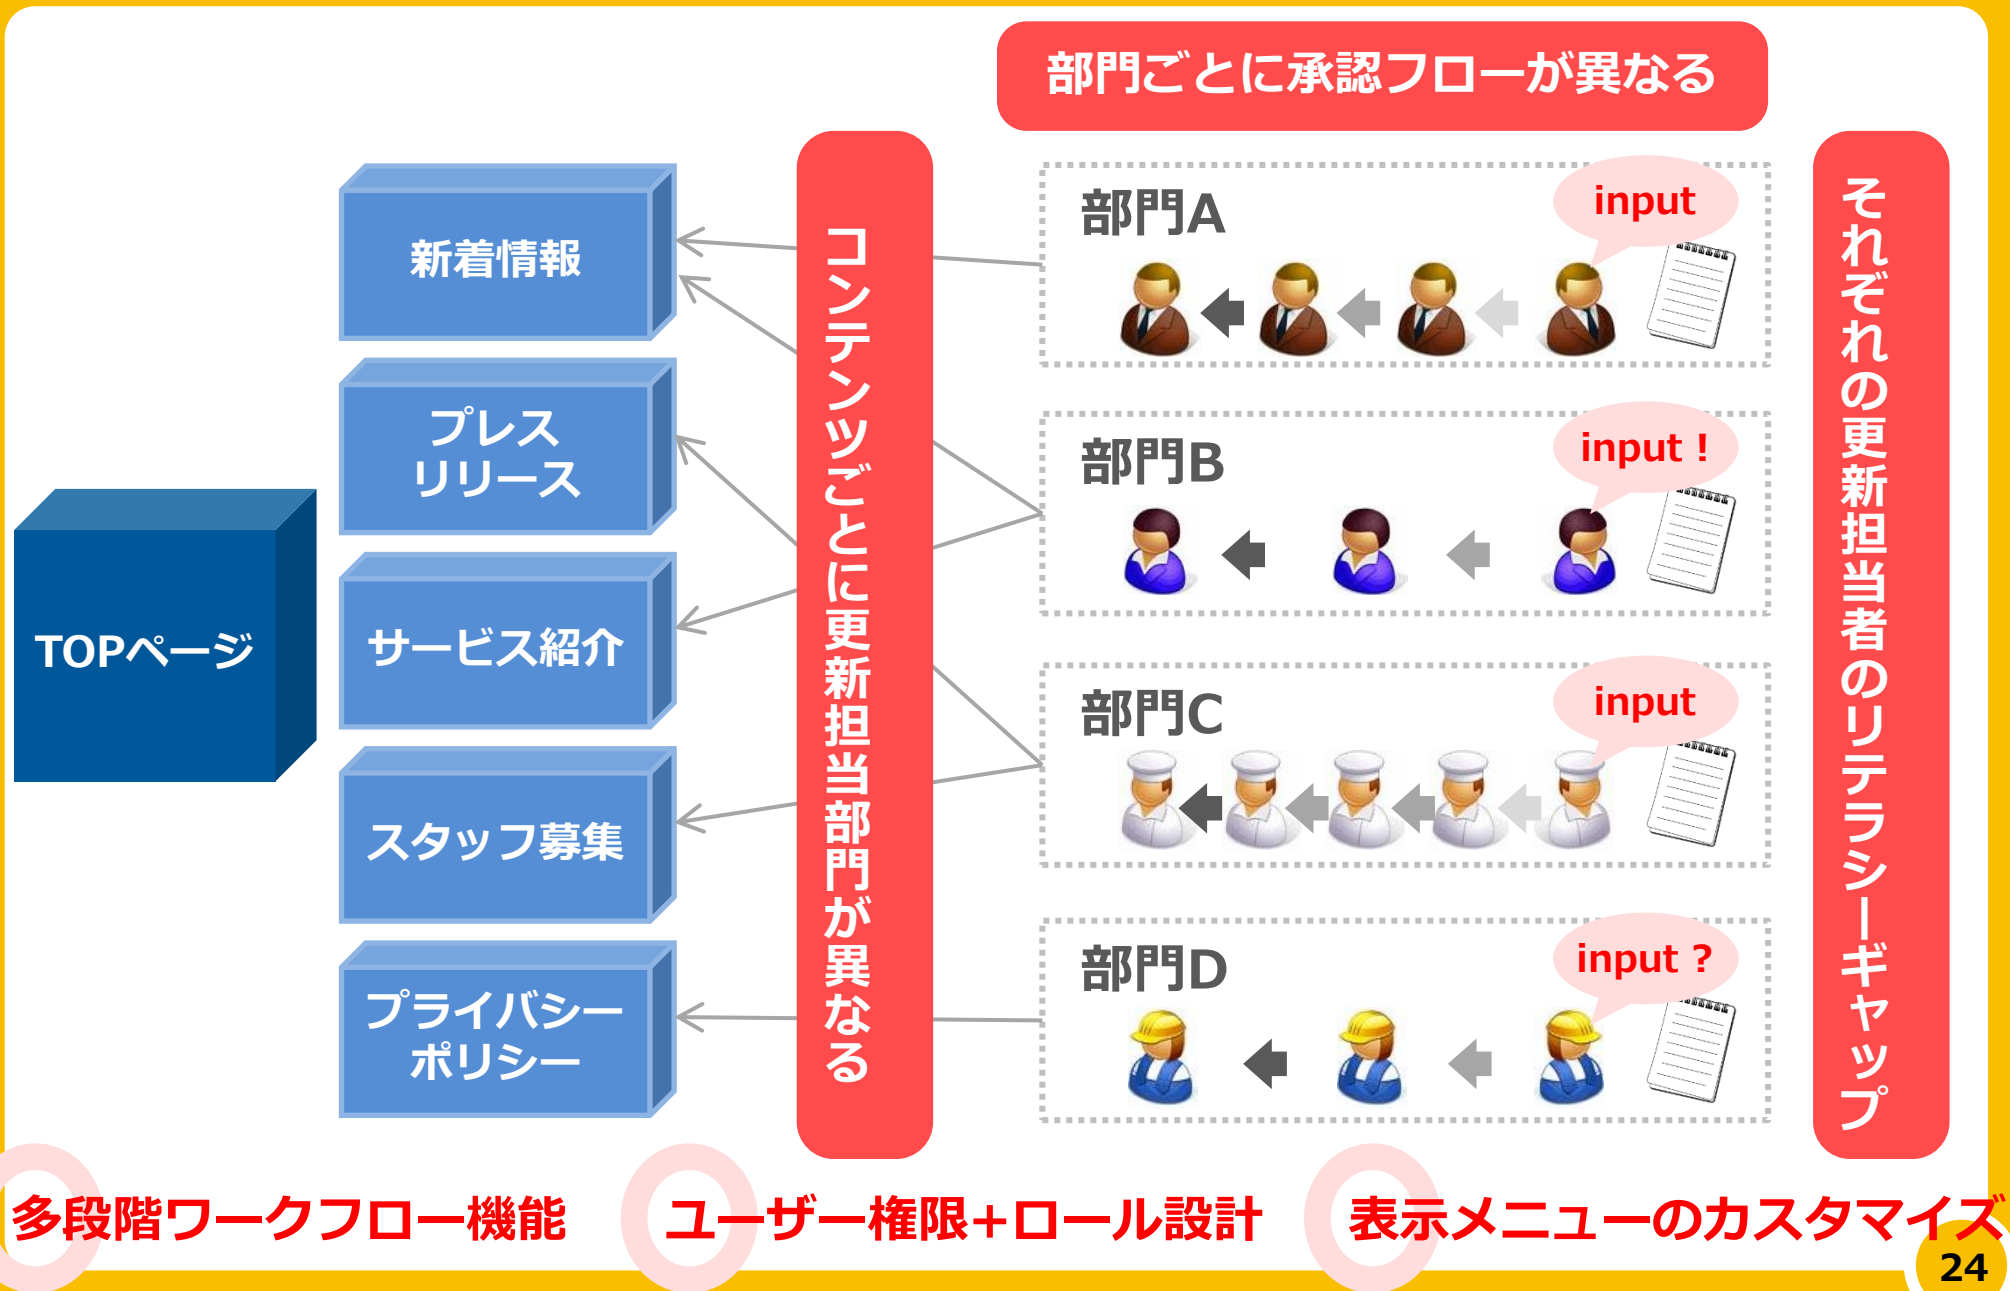 部門ごとに承認フローが異なる
TOPページ
新着情報
プレス
リリース
サービス紹介
スタッフ募集
プライバシー
ポリシー
コンテンツごとに更新担当部門が異なる
部門A
input
部門B
input !
部門C
input
部門D
input ?
それぞれの更新担当者のリテラシーギャップ
多段階ワークフロー機能
ユーザー権限+ロール設計
表示メニューのカスタマイズ
24